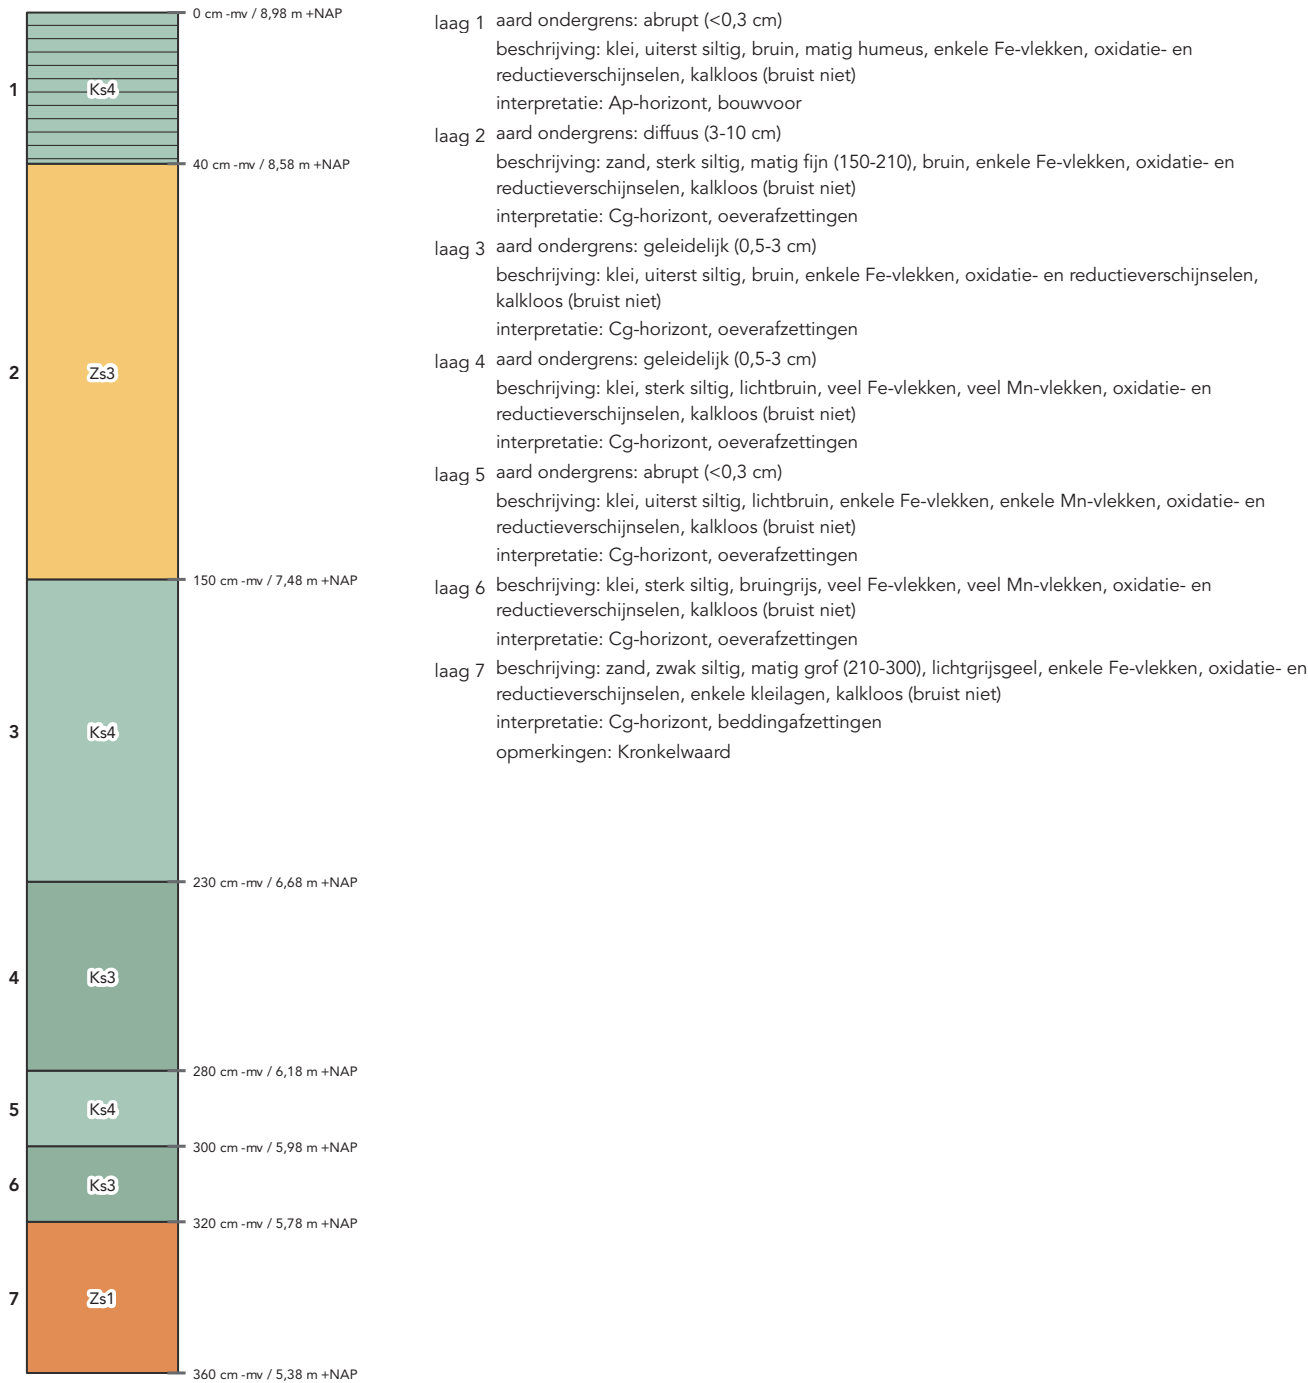 0 cm -mv / 8,98 m +NAP
1
Ks4
40 cm -mv / 8,58 m +NAP
2
Zs3
150 cm -mv / 7,48 m +NAP
3
Ks4
230 cm -mv / 6,68 m +NAP
4
Ks3
280 cm -mv / 6,18 m +NAP
5
Ks4
300 cm -mv / 5,98 m +NAP
6
Ks3
320 cm -mv / 5,78 m +NAP
7
Zs1
360 cm -mv / 5,38 m +NAP
laag 1 aard ondergrens: abrupt (<0,3 cm)
beschrijving: klei, uiterst siltig, bruin, matig humeus, enkele Fe-vlekken, oxidatie- en
reductieverschijnselen, kalkloos (bruist niet)
interpretatie: Ap-horizont, bouwvoor
laag 2 aard ondergrens: diffuus (3-10 cm)
beschrijving: zand, sterk siltig, matig fijn (150-210), bruin, enkele Fe-vlekken, oxidatie- en
reductieverschijnselen, kalkloos (bruist niet)
interpretatie: Cg-horizont, oeverafzettingen
laag 3 aard ondergrens: geleidelijk (0,5-3 cm)
beschrijving: klei, uiterst siltig, bruin, enkele Fe-vlekken, oxidatie- en reductieverschijnselen,
kalkloos (bruist niet)
interpretatie: Cg-horizont, oeverafzettingen
laag 4 aard ondergrens: geleidelijk (0,5-3 cm)
beschrijving: klei, sterk siltig, lichtbruin, veel Fe-vlekken, veel Mn-vlekken, oxidatie- en
reductieverschijnselen, kalkloos (bruist niet)
interpretatie: Cg-horizont, oeverafzettingen
laag 5 aard ondergrens: abrupt (<0,3 cm)
beschrijving: klei, uiterst siltig, lichtbruin, enkele Fe-vlekken, enkele Mn-vlekken, oxidatie- en
reductieverschijnselen, kalkloos (bruist niet)
interpretatie: Cg-horizont, oeverafzettingen
laag 6 beschrijving: klei, sterk siltig, bruingrijs, veel Fe-vlekken, veel Mn-vlekken, oxidatie- en
reductieverschijnselen, kalkloos (bruist niet)
interpretatie: Cg-horizont, oeverafzettingen
laag 7 beschrijving: zand, zwak siltig, matig grof (210-300), lichtgrijsgeel, enkele Fe-vlekken, oxidatie- en
reductieverschijnselen, enkele kleilagen, kalkloos (bruist niet)
interpretatie: Cg-horizont, beddingafzettingen
opmerkingen: Kronkelwaard